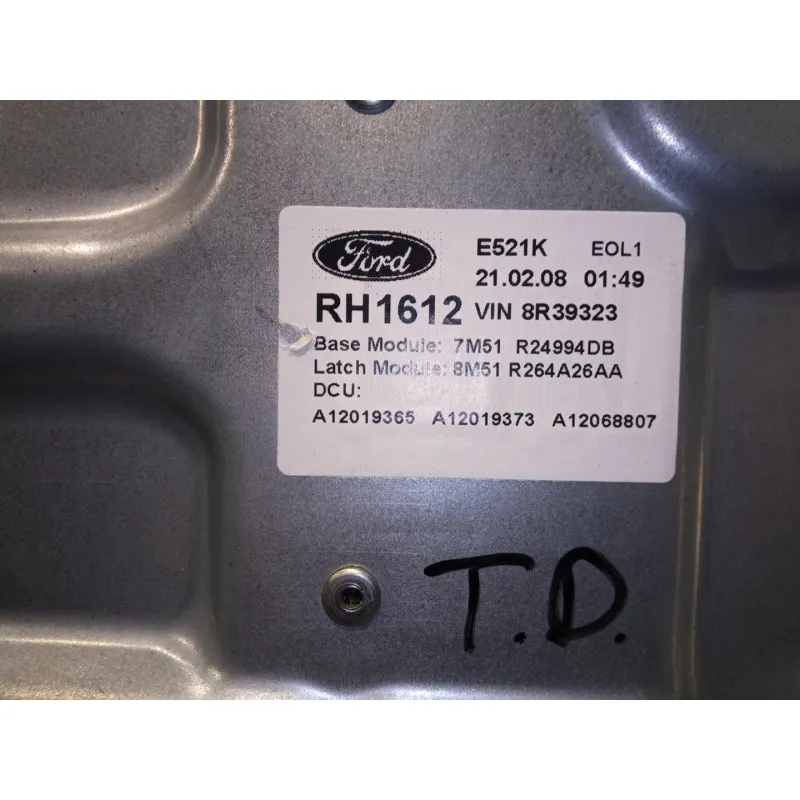 Ford
E521K EOL1
21.02.08 01:49
RH1612 VIN 8R39323
Base Module: 7M51 R24994DB
Latch Module: 8M51 R264A26AA
DCU:
A12019365 A12019373 A12068807
T.D.